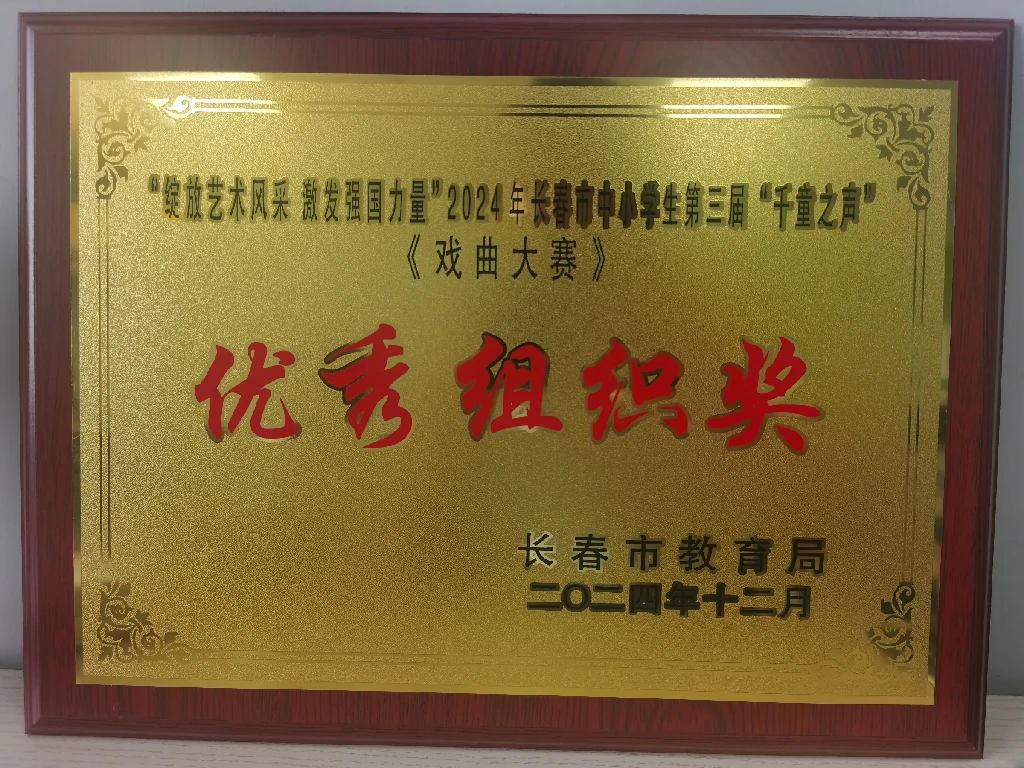 “绽放艺术风采 激发强国力量”2024年长春市中小学生第三届“千童之声”
《戏曲大赛》
优秀组织奖
长春市教育局
二〇二四年十二月